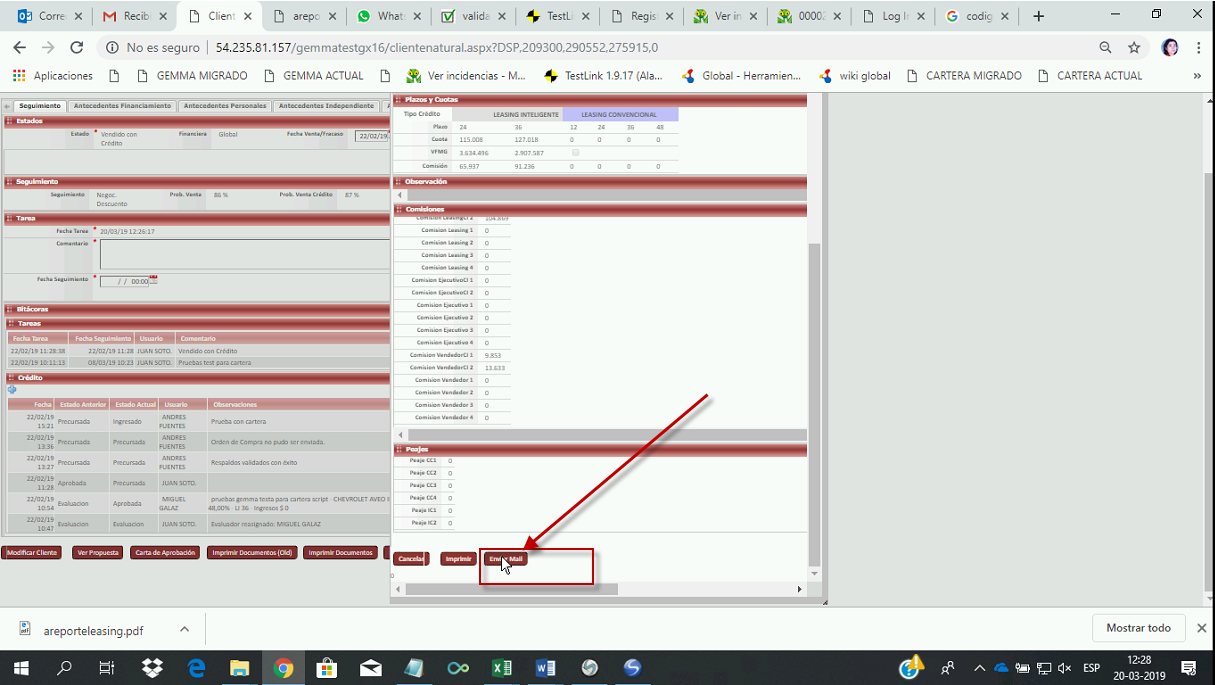 Correo Recibi Client arepo Whats valida TestLi Regist Ver in 00002 Log In codig
No es seguro 54.235.81.157/gemmatestgx16/clientenatural.aspx?DSP,209300,290552,275915,0
Aplicaciones GEMMA MIGRADO GEMMA ACTUAL Ver incidencias - M... TestLink 1.9.17 (Ala... Global - Herramien... wiki global CARTERA MIGRADO CARTERA ACTUAL »
Seguimiento Antecedentes Financiamiento Antecedentes Personales Antecedentes Independiente
Estados
Estado * Vendido con Crédito Financiera Global Fecha Venta/Fracaso 22/02/19
Seguimiento
Seguimiento Negoc. Descuento Prob. Venta 86 % Prob. Venta Crédito 87 %
Tarea
Fecha Tarea * 20/03/19 12:26:17
Comentario *
Fecha Seguimiento * / / 00:00
Bitácoras
Tareas
Fecha Tarea Fecha Seguimiento Usuario Comentario
22/02/19 11:28:38 22/02/19 11:28 JUAN SOTO. Vendido con Crédito
22/02/19 10:11:13 08/03/19 10:23 JUAN SOTO. Pruebas test para cartera
Crédito
Fecha Estado Anterior Estado Actual Usuario Observaciones
22/02/19 15:21 Precursada Ingresado ANDRES FUENTES Prueba con cartera
22/02/19 13:36 Precursada Precursada ANDRES FUENTES Orden de Compra no pudo ser enviado.
22/02/19 13:27 Precursada Precursada ANDRES FUENTES Respaldos validados con éxito
22/02/19 11:28 Aprobada Precursada JUAN SOTO.
22/02/19 10:54 Evaluacion Aprobada MIGUEL GALAZ pruebas gemma testa para cartera script - CHEVROLET AVEO 48,00% - LI 36 - Ingresos $ 0
22/02/19 10:47 Evaluacion Evaluacion JUAN SOTO. Evaluador reasignado: MIGUEL GALAZ
Modificar Cliente Ver Propuesta Carta de Aprobación Imprimir Documentos (Old) Imprimir Documentos
Plazos y Cuotas
Tipo Crédito LEASING INTELIGENTE LEASING CONVENCIONAL
Plazo 24 36 12 24 36 48
Cuota 115.008 127.018 0 0 0 0
VFMG 3.634.496 2.907.587
Comisión 65.937 91.236 0 0 0 0
Observación
Comisiones
Comision LeasingCI 2 104.869
Comision Leasing 1 0
Comision Leasing 2 0
Comision Leasing 3 0
Comision Leasing 4 0
Comision EjecutivoCI 1 0
Comision EjecutivoCI 2 0
Comision Ejecutivo 1 0
Comision Ejecutivo 2 0
Comision Ejecutivo 3 0
Comision Ejecutivo 4 0
Comision VendedorCI 1 9.853
Comision VendedorCI 2 13.633
Comision Vendedor 1 0
Comision Vendedor 2 0
Comision Vendedor 3 0
Comision Vendedor 4 0
Peajes
Peaje CC1 0
Peaje CC2 0
Peaje CC3 0
Peaje CC4 0
Peaje IC1 0
Peaje IC2 0
Cancelar Imprimir Enviar Mail
0
areporteleasing.pdf Mostrar todo
ESP 12:28
20-03-2019